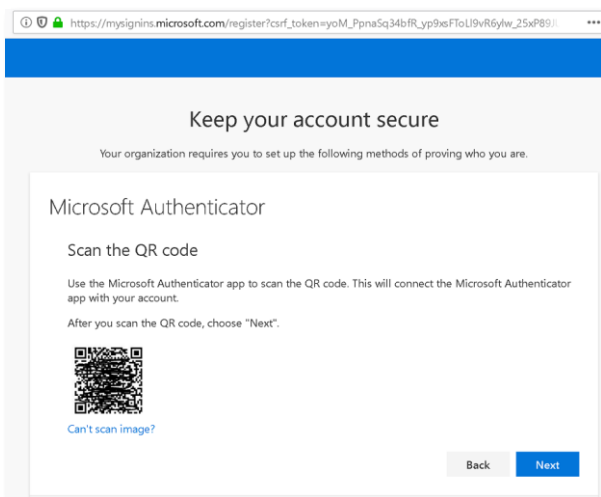 https://mysignins.microsoft.com/register?csrf_token=
Keep your account secure
Your organization requires you to set up the following methods of proving who you are.
Microsoft Authenticator
Scan the QR code
Use the Microsoft Authenticator app to scan the QR code. This will connect the Microsoft Authenticator
app with your account.
After you scan the QR code, choose "Next".
Can't scan image?
Back Next